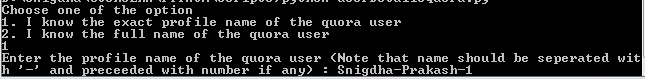 Choose one of the option
1. I know the exact profile name of the quora user
2. I know the full name of the quora user
1
Enter the profile name of the quora user (Note that name should be seperated wit
h '-' and preceeded with number if any) : Snigdha-Prakash-1